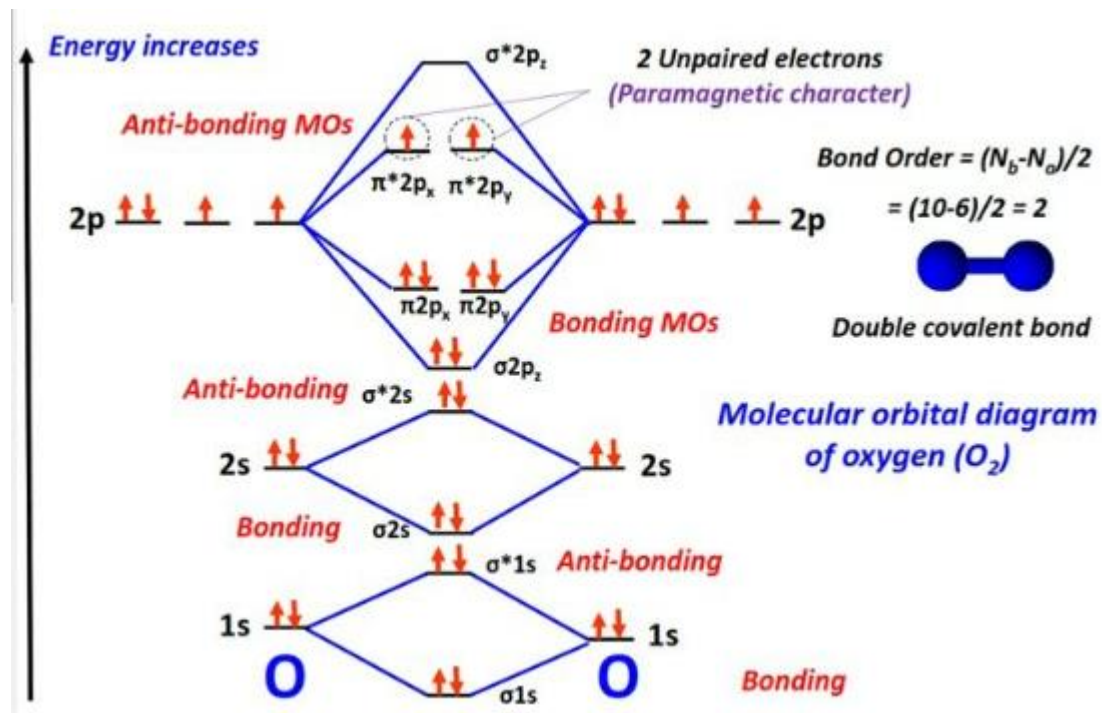 Energy increases
σ*2pz
2 Unpaired electrons
(Paramagnetic character)
Anti-bonding MOs
Bond Order = (Nb-Na)/2
= (10-6)/2 = 2
π*2px π*2py
2p
2p
π2px π2py
Bonding MOs
Double covalent bond
σ2pz
Anti-bonding
σ*2s
Molecular orbital diagram
of oxygen (O2)
2s
2s
Bonding
σ2s
σ*1s
Anti-bonding
1s
1s
O
O
σ1s
Bonding